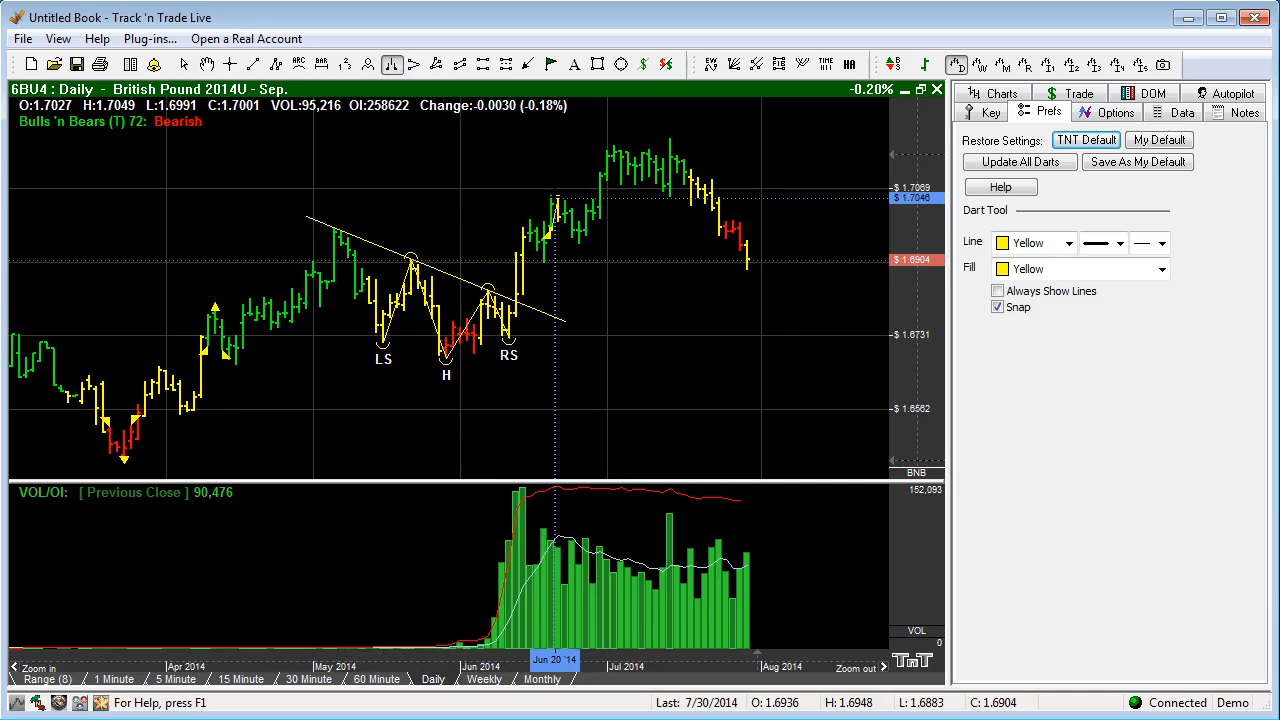 Untitled Book - Track 'n Trade Live
File View Help Plug-ins... Open a Real Account
6BU4 : Daily - British Pound 2014U - Sep. -0.20%
O:1.7027 H:1.7049 L:1.6991 C:1.7001 VOL:95,216 OI:258622 Change:-0.0030 (-0.18%)
Bulls 'n Bears (T) 72: Bearish
$ 1.7069
$ 1.7046
$ 1.6904
$ 1.6731
$ 1.6562
LS
H
RS
BNB
VOL/OI: [ Previous Close ] 90,476
152,093
VOL
0
Zoom in Apr 2014 May 2014 Jun 2014 Jun 20 '14 Jul 2014 Aug 2014 Zoom out
TNT
Range (8) 1 Minute 5 Minute 15 Minute 30 Minute 60 Minute Daily Weekly Monthly
Charts Trade DOM Autopilot
Key Prefs Options Data Notes
Restore Settings: TNT Default My Default
Update All Darts Save As My Default
Help
Dart Tool
Line Yellow
Fill Yellow
Always Show Lines
Snap
For Help, press F1
Last: 7/30/2014 O: 1.6936 H: 1.6948 L: 1.6883 C: 1.6904 Connected Demo